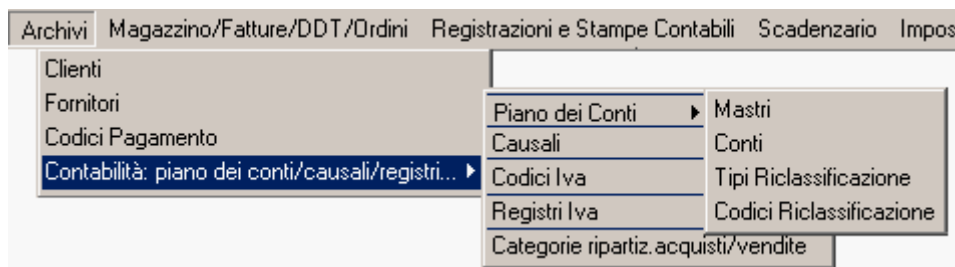 Archivi Magazzino/Fatture/DDT/Ordini Registrazioni e Stampe Contabili Scadenzario Impos
Clienti
Fornitori
Codici Pagamento
Contabilità: piano dei conti/causali/registri...
Piano dei Conti
Causali
Codici Iva
Registri Iva
Categorie ripartiz.acquisti/vendite
Mastri
Conti
Tipi Riclassificazione
Codici Riclassificazione